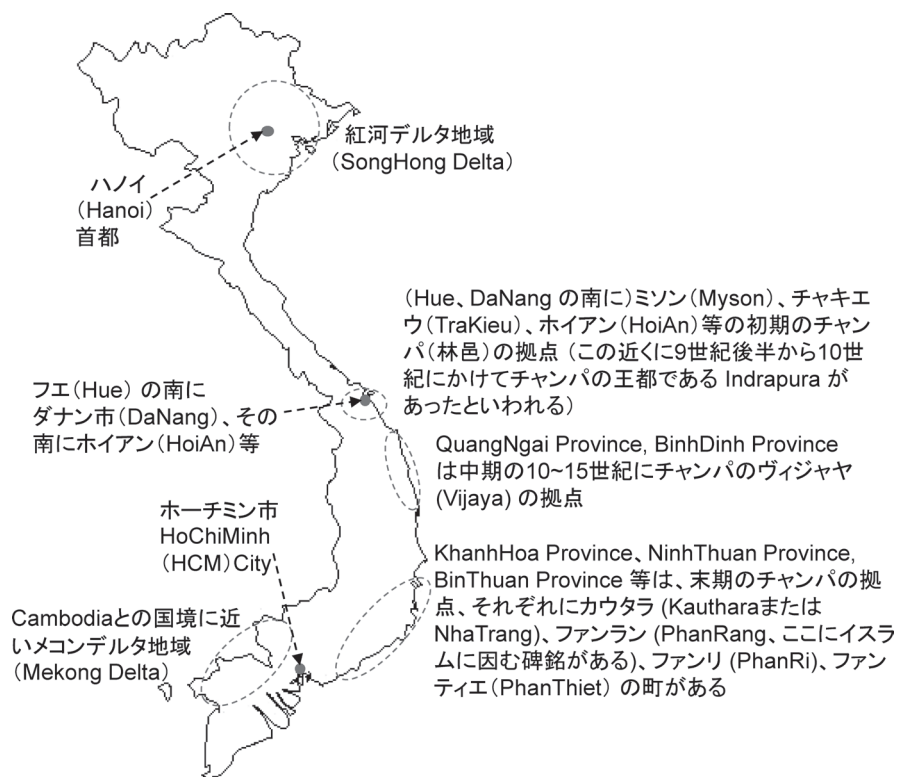 紅河デルタ地域
（SongHong Delta）
ハノイ
（Hanoi）
首都
（Hue、DaNang の南に）ミソン（Myson）、チャキエ
ウ（TraKieu）、ホイアン（HoiAn）等の初期のチャン
パ（林邑）の拠点（この近くに9世紀後半から10世
紀にかけてチャンパの王都である Indrapura が
あったといわれる）
フエ（Hue） の南に
ダナン市（DaNang）、その
南にホイアン（HoiAn）等
QuangNgai Province, BinhDinh Province
は中期の10~15世紀にチャンパのヴィジャヤ
(Vijaya) の拠点
ホーチミン市
HoChiMinh
(HCM) City
KhanhHoa Province、NinhThuan Province,
BinThuan Province 等は、末期のチャンパの拠
点、それぞれにカウタラ (Kautharaまたは
NhaTrang)、ファンラン (PhanRang、ここにイスラ
ムに因む碑銘がある)、ファンリ (PhanRi)、ファン
ティエ（PhanThiet） の町がある
Cambodiaとの国境に近
いメコンデルタ地域
（Mekong Delta）